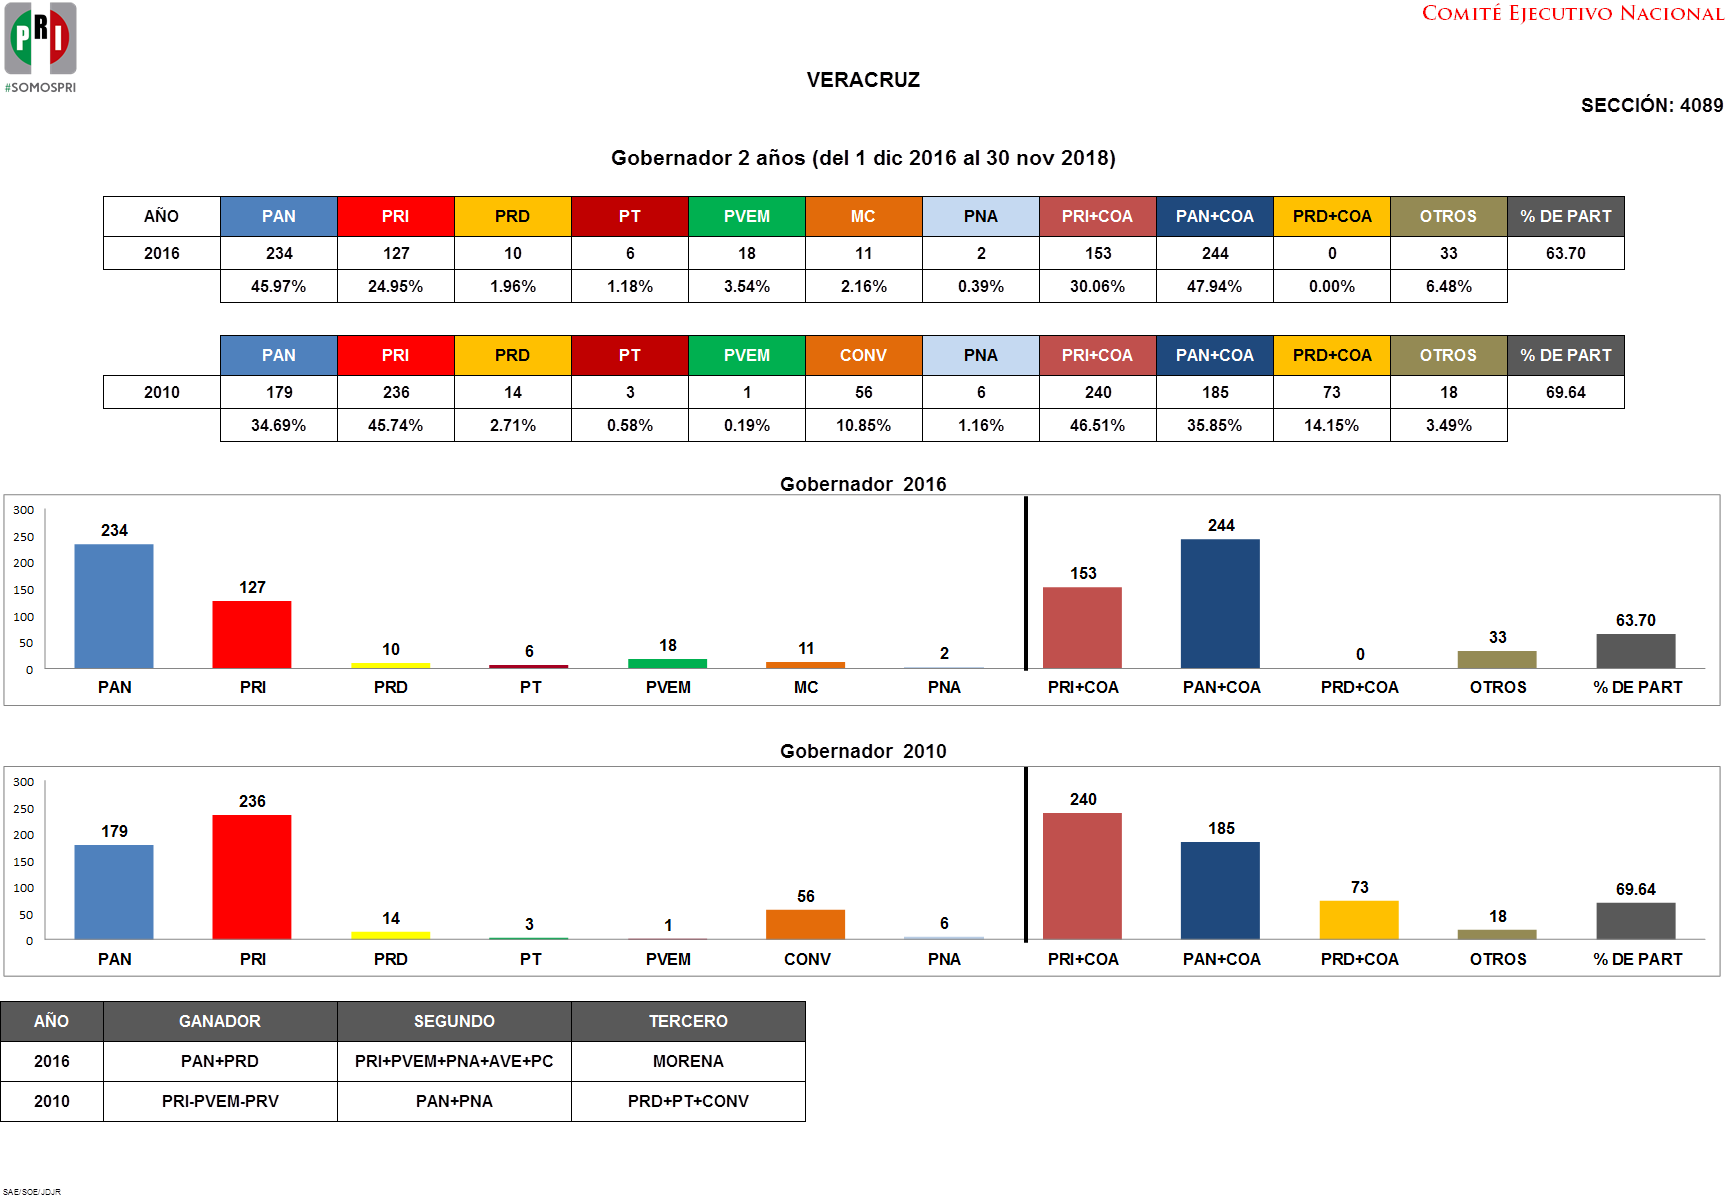 PRI
#SOMOSPRI
COMITÉ EJECUTIVO NACIONAL
VERACRUZ
SECCIÓN: 4089
Gobernador 2 años (del 1 dic 2016 al 30 nov 2018)
AÑO PAN PRI PRD PT PVEM MC PNA PRI+COA PAN+COA PRD+COA OTROS % DE PART
2016 234 127 10 6 18 11 2 153 244 0 33 63.70
45.97% 24.95% 1.96% 1.18% 3.54% 2.16% 0.39% 30.06% 47.94% 0.00% 6.48%
PAN PRI PRD PT PVEM CONV PNA PRI+COA PAN+COA PRD+COA OTROS % DE PART
2010 179 236 14 3 1 56 6 240 185 73 18 69.64
34.69% 45.74% 2.71% 0.58% 0.19% 10.85% 1.16% 46.51% 35.85% 14.15% 3.49%
Gobernador 2016
300
250
200
150
100
50
0
234 127 10 6 18 11 2 153 244 0 33 63.70
PAN PRI PRD PT PVEM MC PNA PRI+COA PAN+COA PRD+COA OTROS % DE PART
Gobernador 2010
300
250
200
150
100
50
0
179 236 14 3 1 56 6 240 185 73 18 69.64
PAN PRI PRD PT PVEM CONV PNA PRI+COA PAN+COA PRD+COA OTROS % DE PART
AÑO GANADOR SEGUNDO TERCERO
2016 PAN+PRD PRI+PVEM+PNA+AVE+PC MORENA
2010 PRI-PVEM-PRV PAN+PNA PRD+PT+CONV
SAE/SOE/JDJR